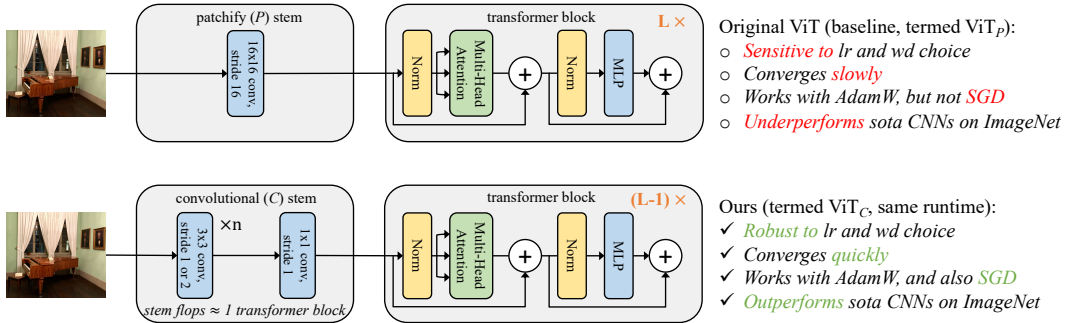 patchify (P) stem
16x16 conv,
stride 16
transformer block
L ×
Norm
Multi-Head
Attention
+
Norm
MLP
+
Original ViT (baseline, termed ViTP):
○ Sensitive to lr and wd choice
○ Converges slowly
○ Works with AdamW, but not SGD
○ Underperforms sota CNNs on ImageNet
convolutional (C) stem
3x3 conv,
stride 1 or 2
×n
1x1 conv,
stride 1
stem flops ≈ 1 transformer block
transformer block
(L-1) ×
Norm
Multi-Head
Attention
+
Norm
MLP
+
Ours (termed ViTC, same runtime):
✓ Robust to lr and wd choice
✓ Converges quickly
✓ Works with AdamW, and also SGD
✓ Outperforms sota CNNs on ImageNet